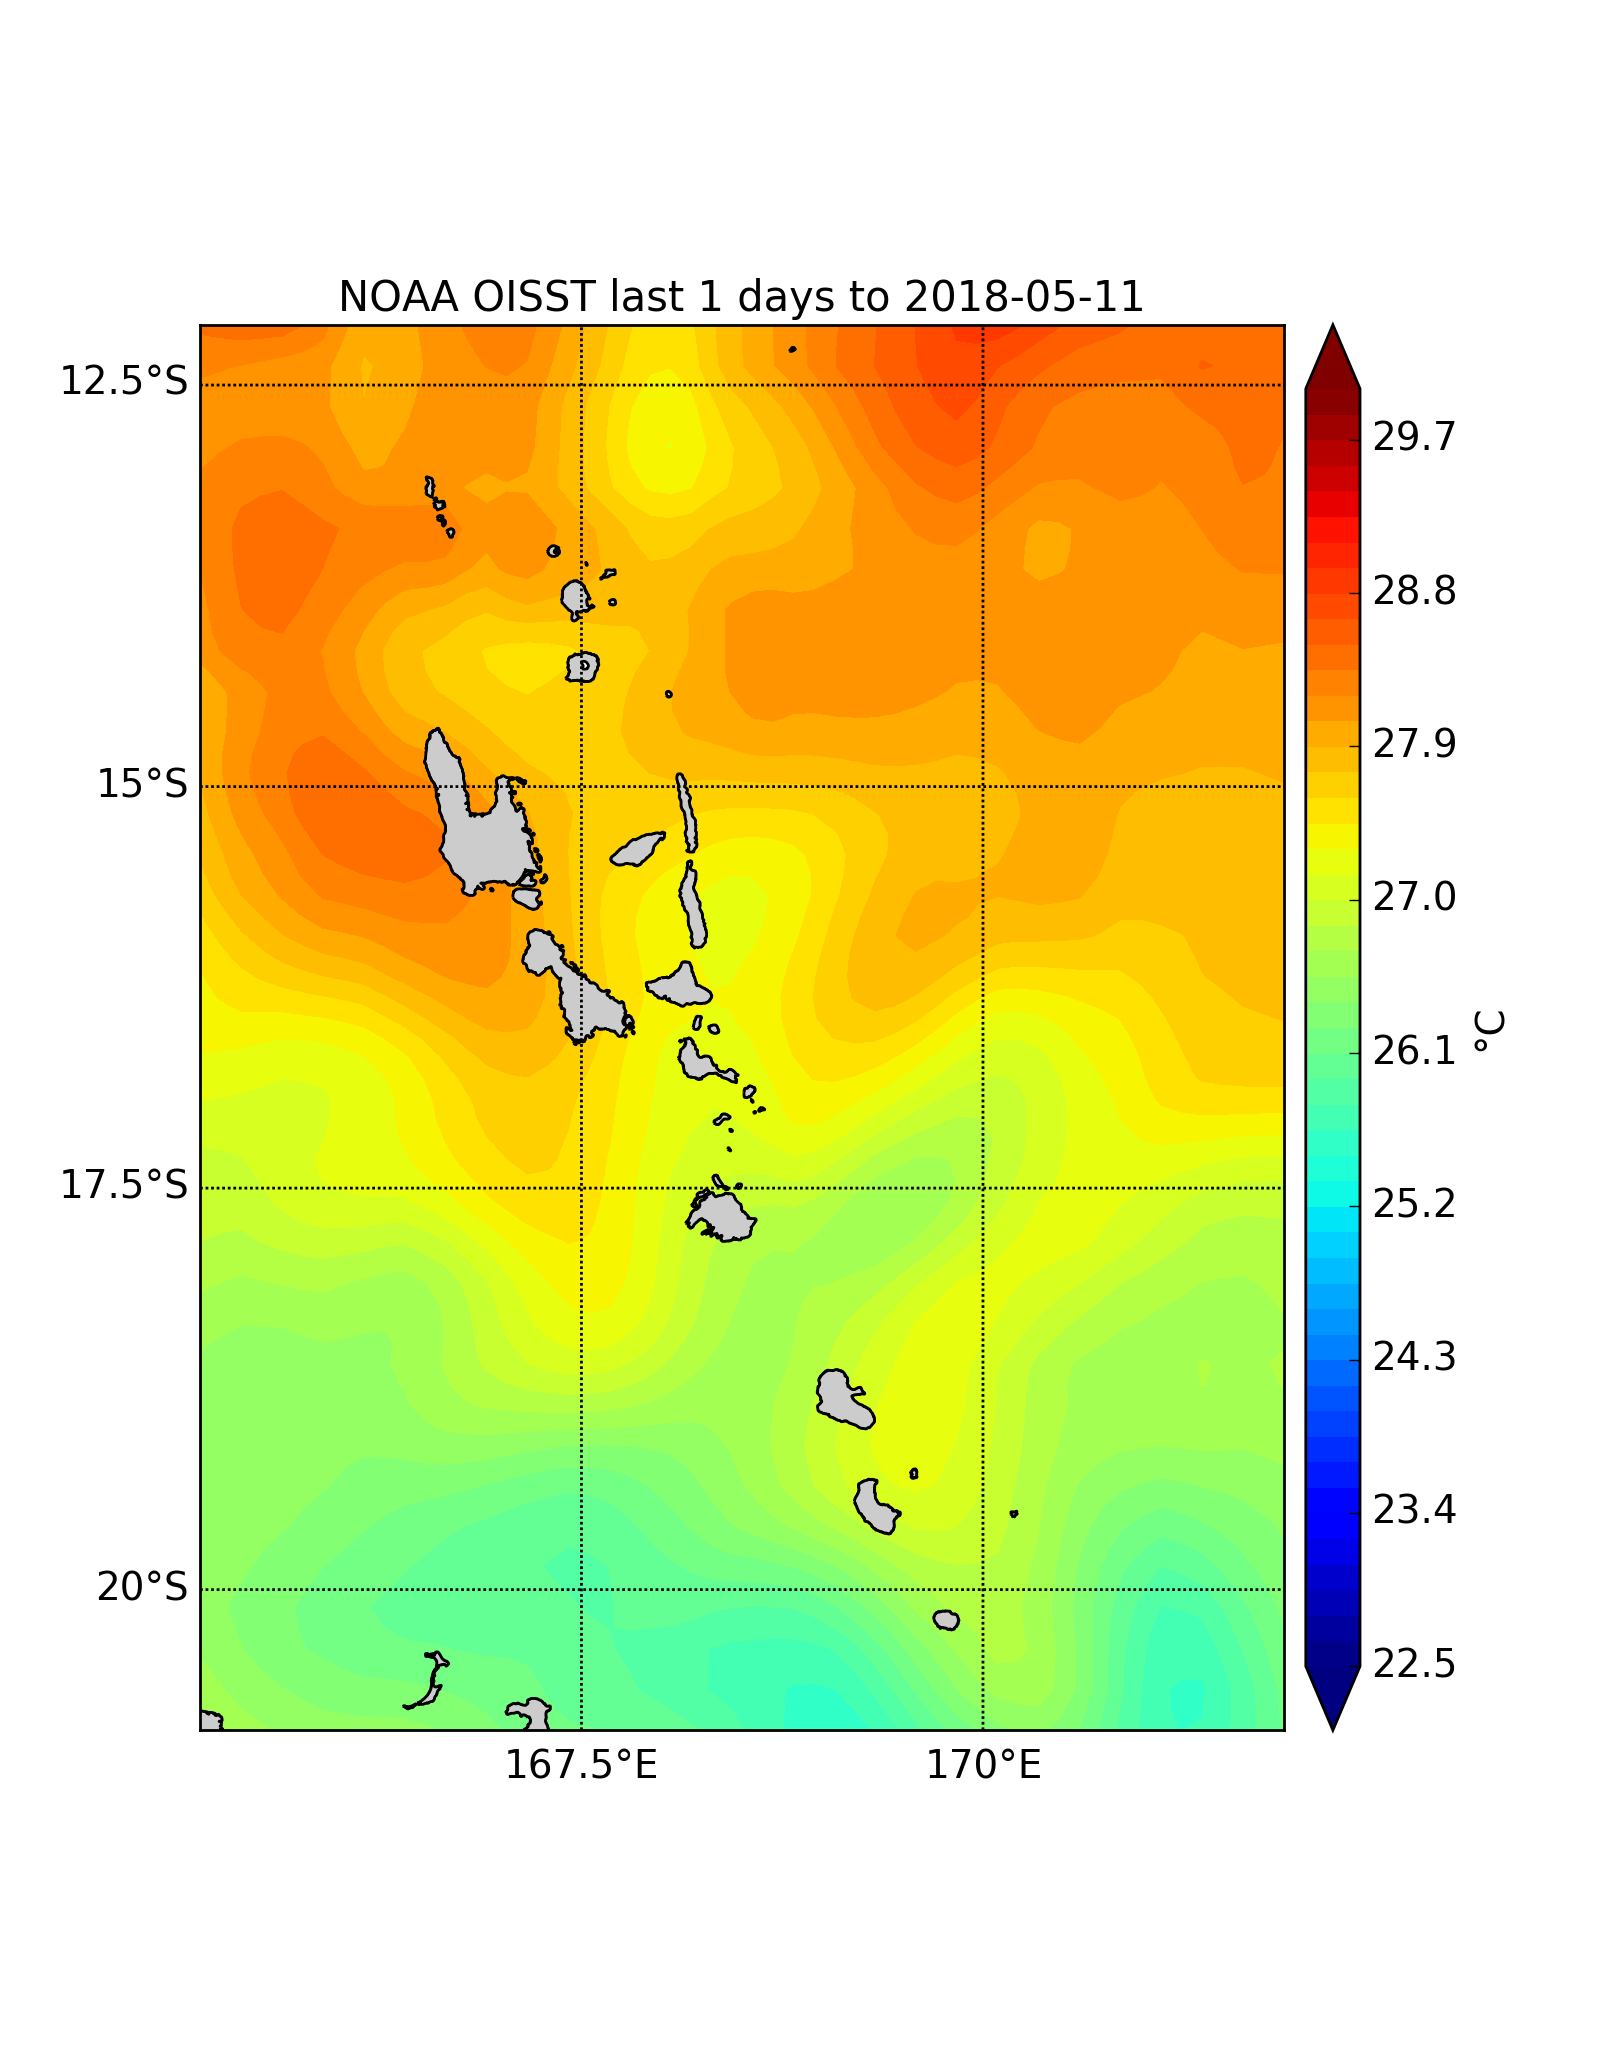 NOAA OISST last 1 days to 2018-05-11
12.5°S
15°S
17.5°S
20°S
167.5°E
170°E
29.7
28.8
27.9
27.0
26.1
25.2
24.3
23.4
22.5
°C